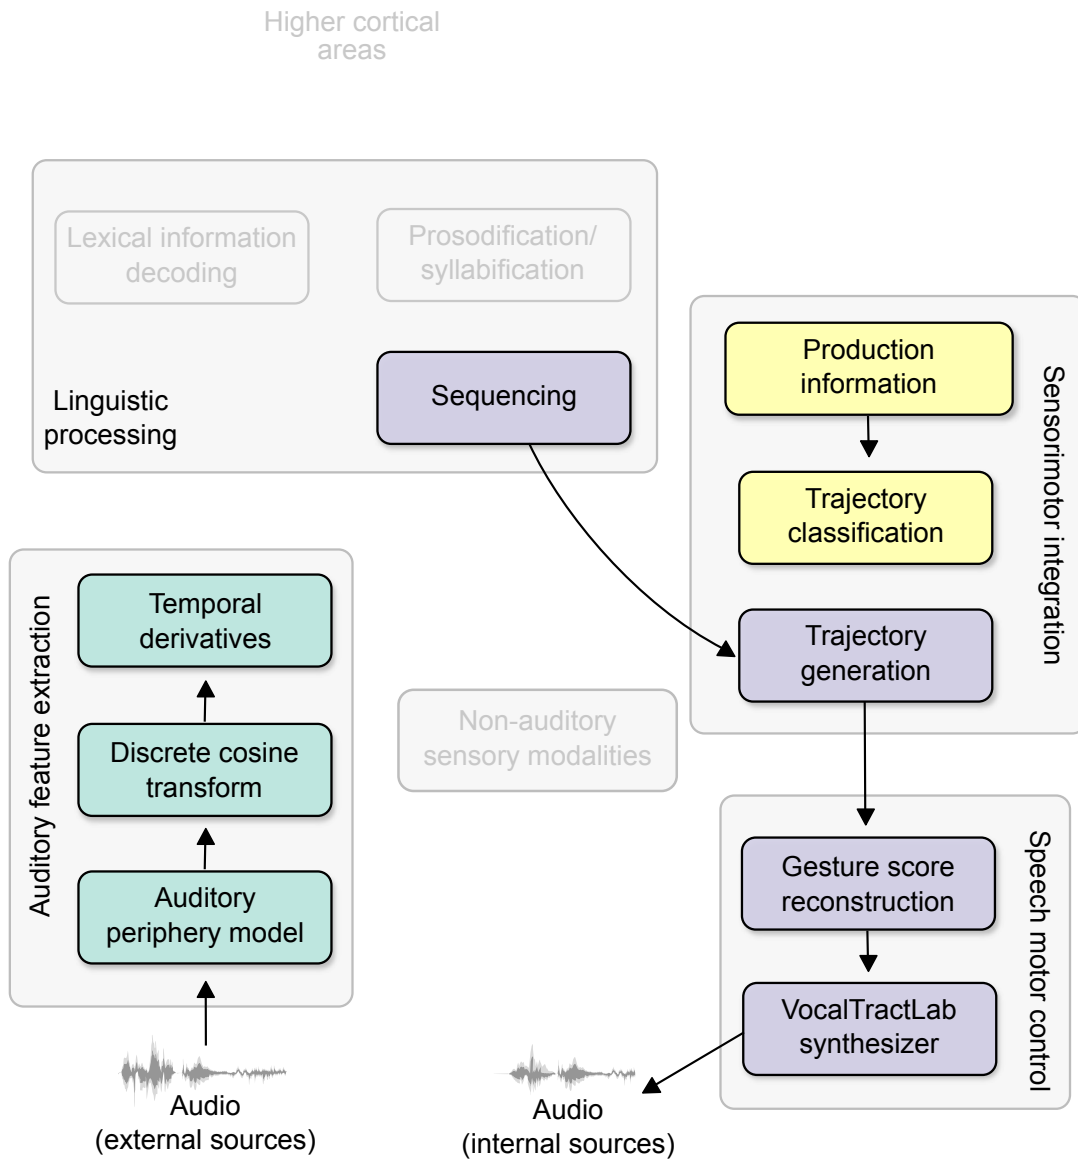 Higher cortical
areas
Lexical information
decoding
Prosodification/
syllabification
Sequencing
Linguistic
processing
Production
information
Trajectory
classification
Trajectory
generation
Sensorimotor integration
Temporal
derivatives
Discrete cosine
transform
Auditory
periphery model
Auditory feature extraction
Non-auditory
sensory modalities
Gesture score
reconstruction
VocalTractLab
synthesizer
Speech motor control
Audio
(external sources)
Audio
(internal sources)